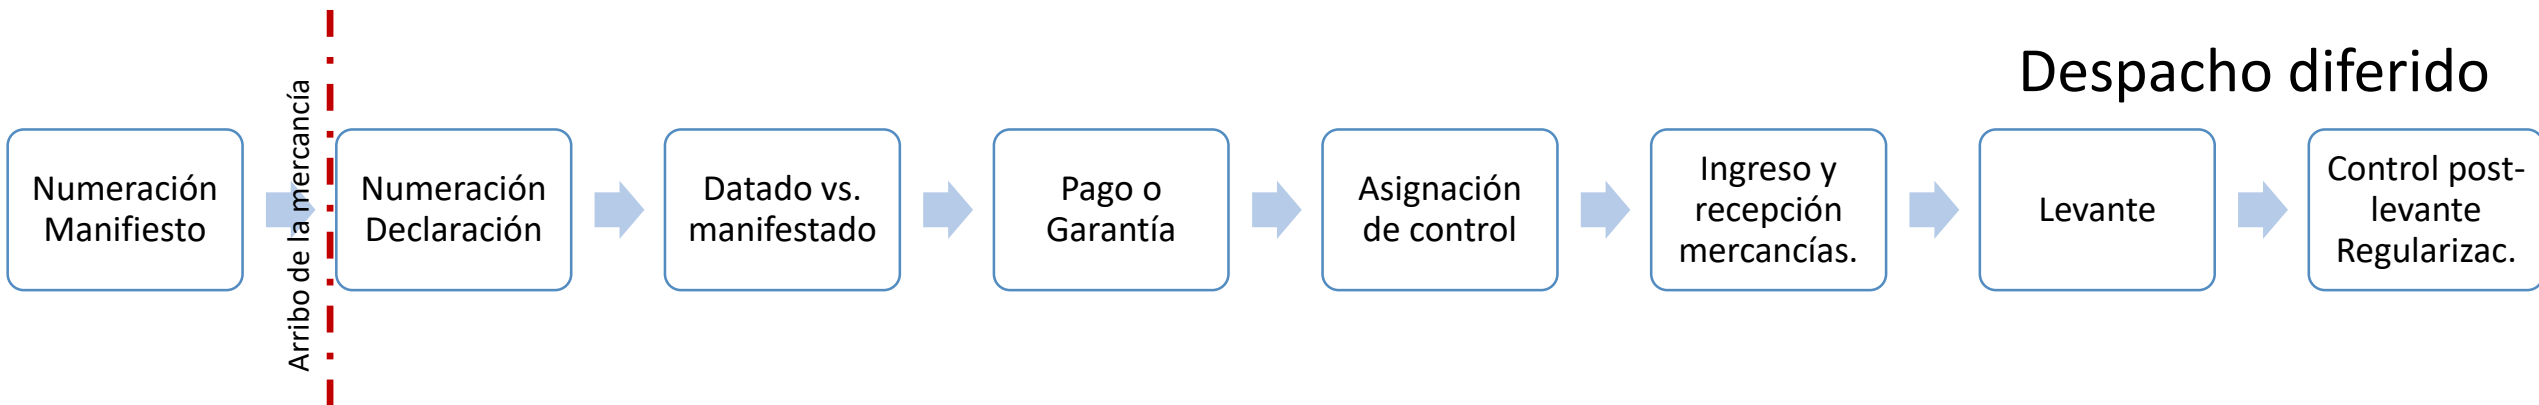 Despacho diferido
Numeración
Manifiesto
Arribo de la mercancía
Numeración
Declaración
Datado vs.
manifestado
Pago o
Garantía
Asignación
de control
Ingreso y
recepción
mercancías.
Levante
Control post-
levante
Regularizac.